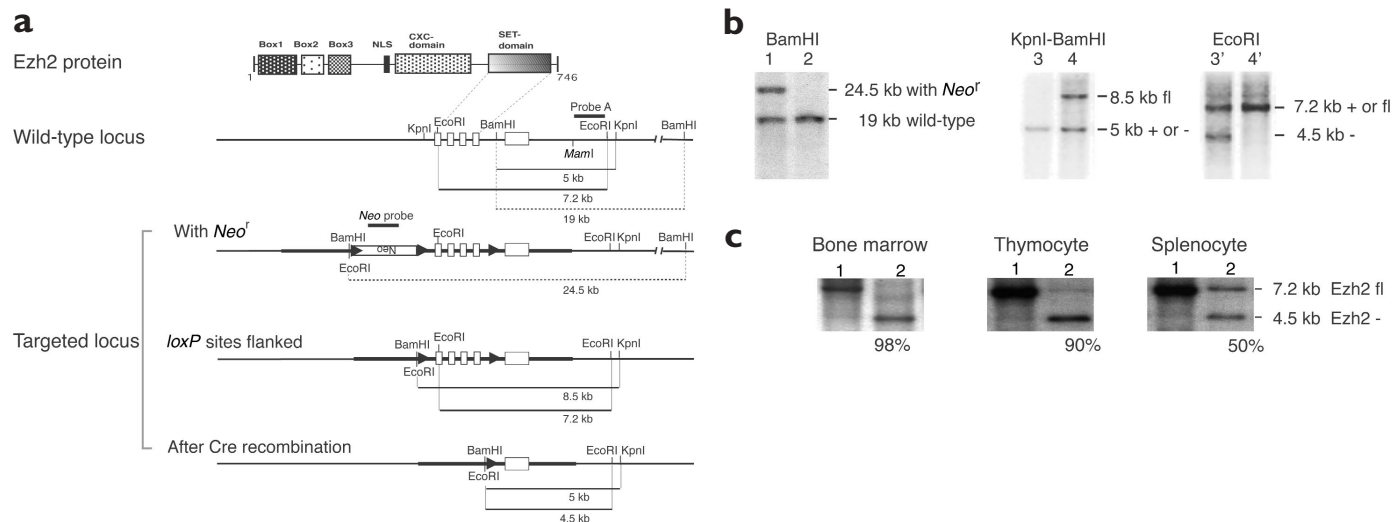 a
Box1 Box2 Box3 NLS CXC-domain SET-domain
Ezh2 protein
1 746
Probe A
Wild-type locus
KpnI EcoRI BamHI EcoRI KpnI BamHI
MamI
5 kb
7.2 kb
19 kb
With Neoʳ
Neo probe
BamHI EcoRI EcoRI KpnI BamHI
Neo
EcoRI
24.5 kb
Targeted locus
loxP sites flanked
BamHI EcoRI EcoRI KpnI
EcoRI
8.5 kb
7.2 kb
After Cre recombination
BamHI EcoRI KpnI
EcoRI
5 kb
4.5 kb
b
BamHI
1 2
24.5 kb with Neoʳ
19 kb wild-type
KpnI-BamHI
3 4
8.5 kb fl
5 kb + or -
EcoRI
3’ 4’
7.2 kb + or fl
4.5 kb -
c
Bone marrow Thymocyte Splenocyte
1 2 1 2 1 2
7.2 kb Ezh2 fl
4.5 kb Ezh2 -
98% 90% 50%